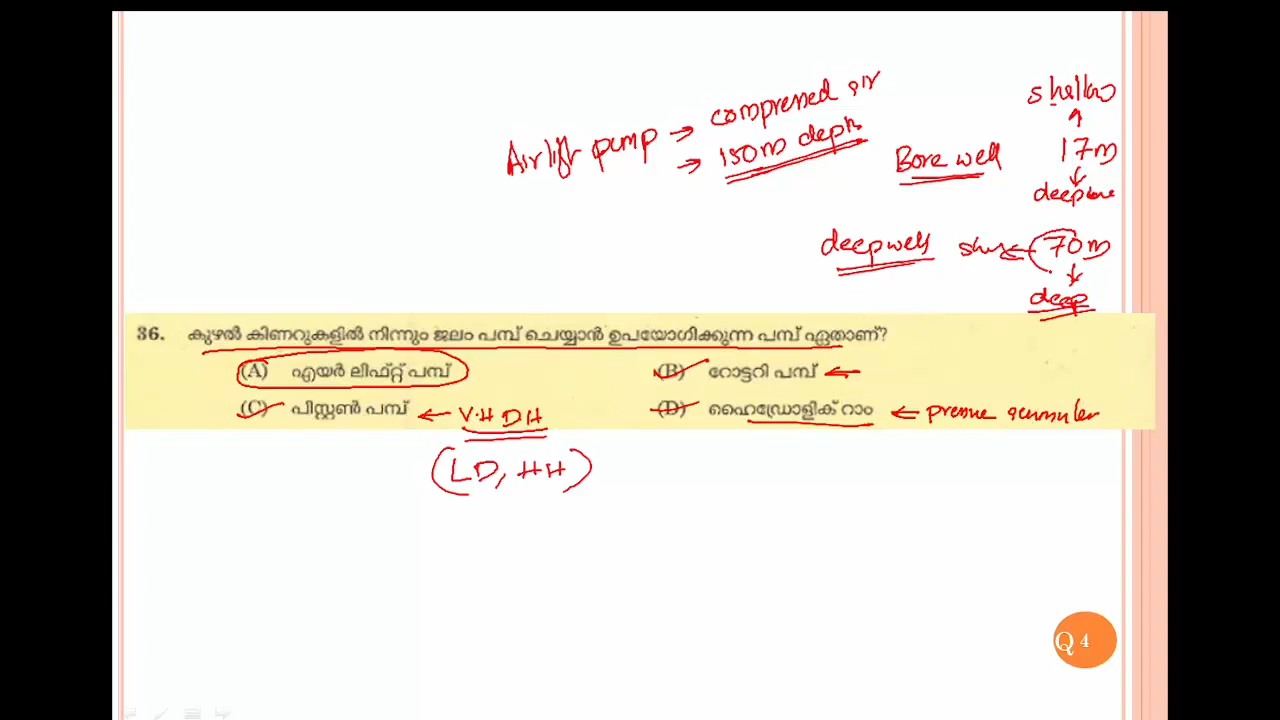 shallow
Airlift pump → compressed air
→ 150m depth
Bore well
17m
deep
deepwell
70m
deep
36. കുഴൽ കിണറുകളിൽ നിന്നും ജലം പമ്പ് ചെയ്യാൻ ഉപയോഗിക്കുന്ന പമ്പ് ഏതാണ്?
(A) എയർ ലിഫ്റ്റ് പമ്പ് (B) റോട്ടറി പമ്പ് ←
(C) പിസ്റ്റൺ പമ്പ് ← V.H DH (D) ഹൈഡ്രോളിക് റാം ←
(LD, HH)
Q 4